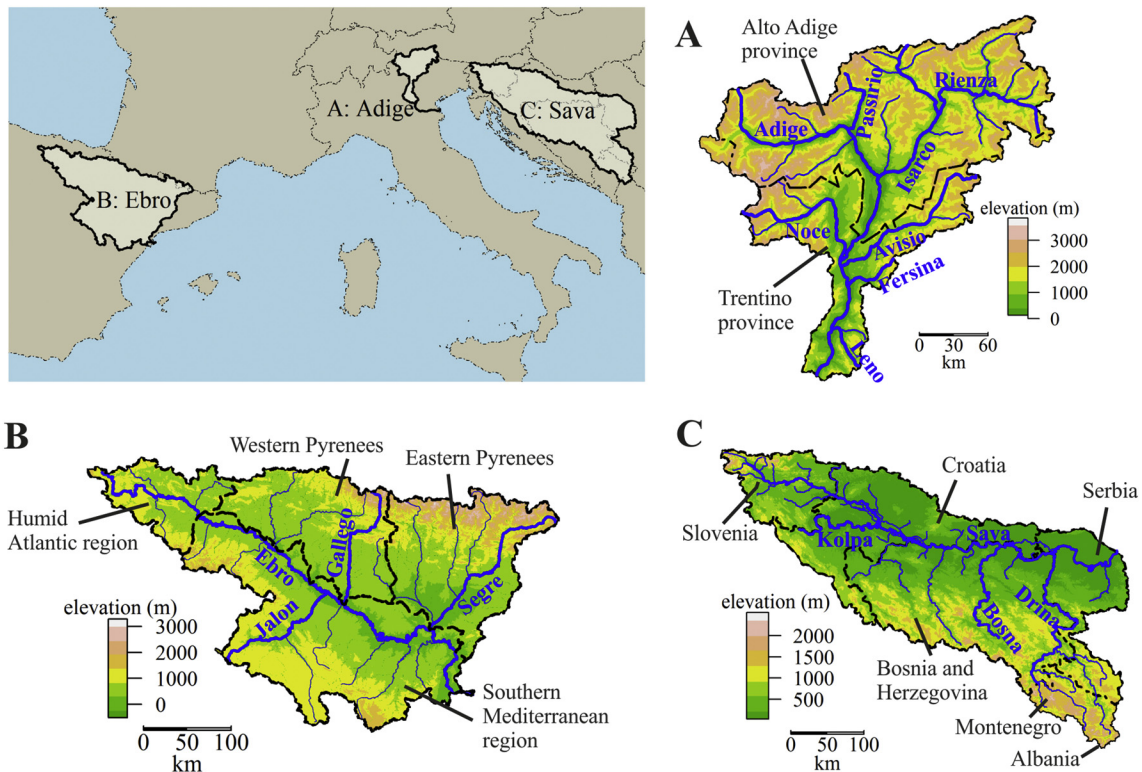 A: Adige
C: Sava
B: Ebro
A
Alto Adige
province
Passirio
Rienza
Adige
Isarco
Noce
Avisio
Fersina
Leno
Trentino
province
elevation (m)
3000
2000
1000
0
0 30 60
km
B
Western Pyrenees
Eastern Pyrenees
Humid
Atlantic region
Ebro
Gallego
Segre
Jalon
elevation (m)
3000
2000
1000
0
0 50 100
km
Southern
Mediterranean
region
C
Croatia
Serbia
Slovenia
Kolpa
Sava
Drina
Bosna
elevation (m)
2000
1500
1000
500
Bosnia and
Herzegovina
Montenegro
Albania
0 50 100
km